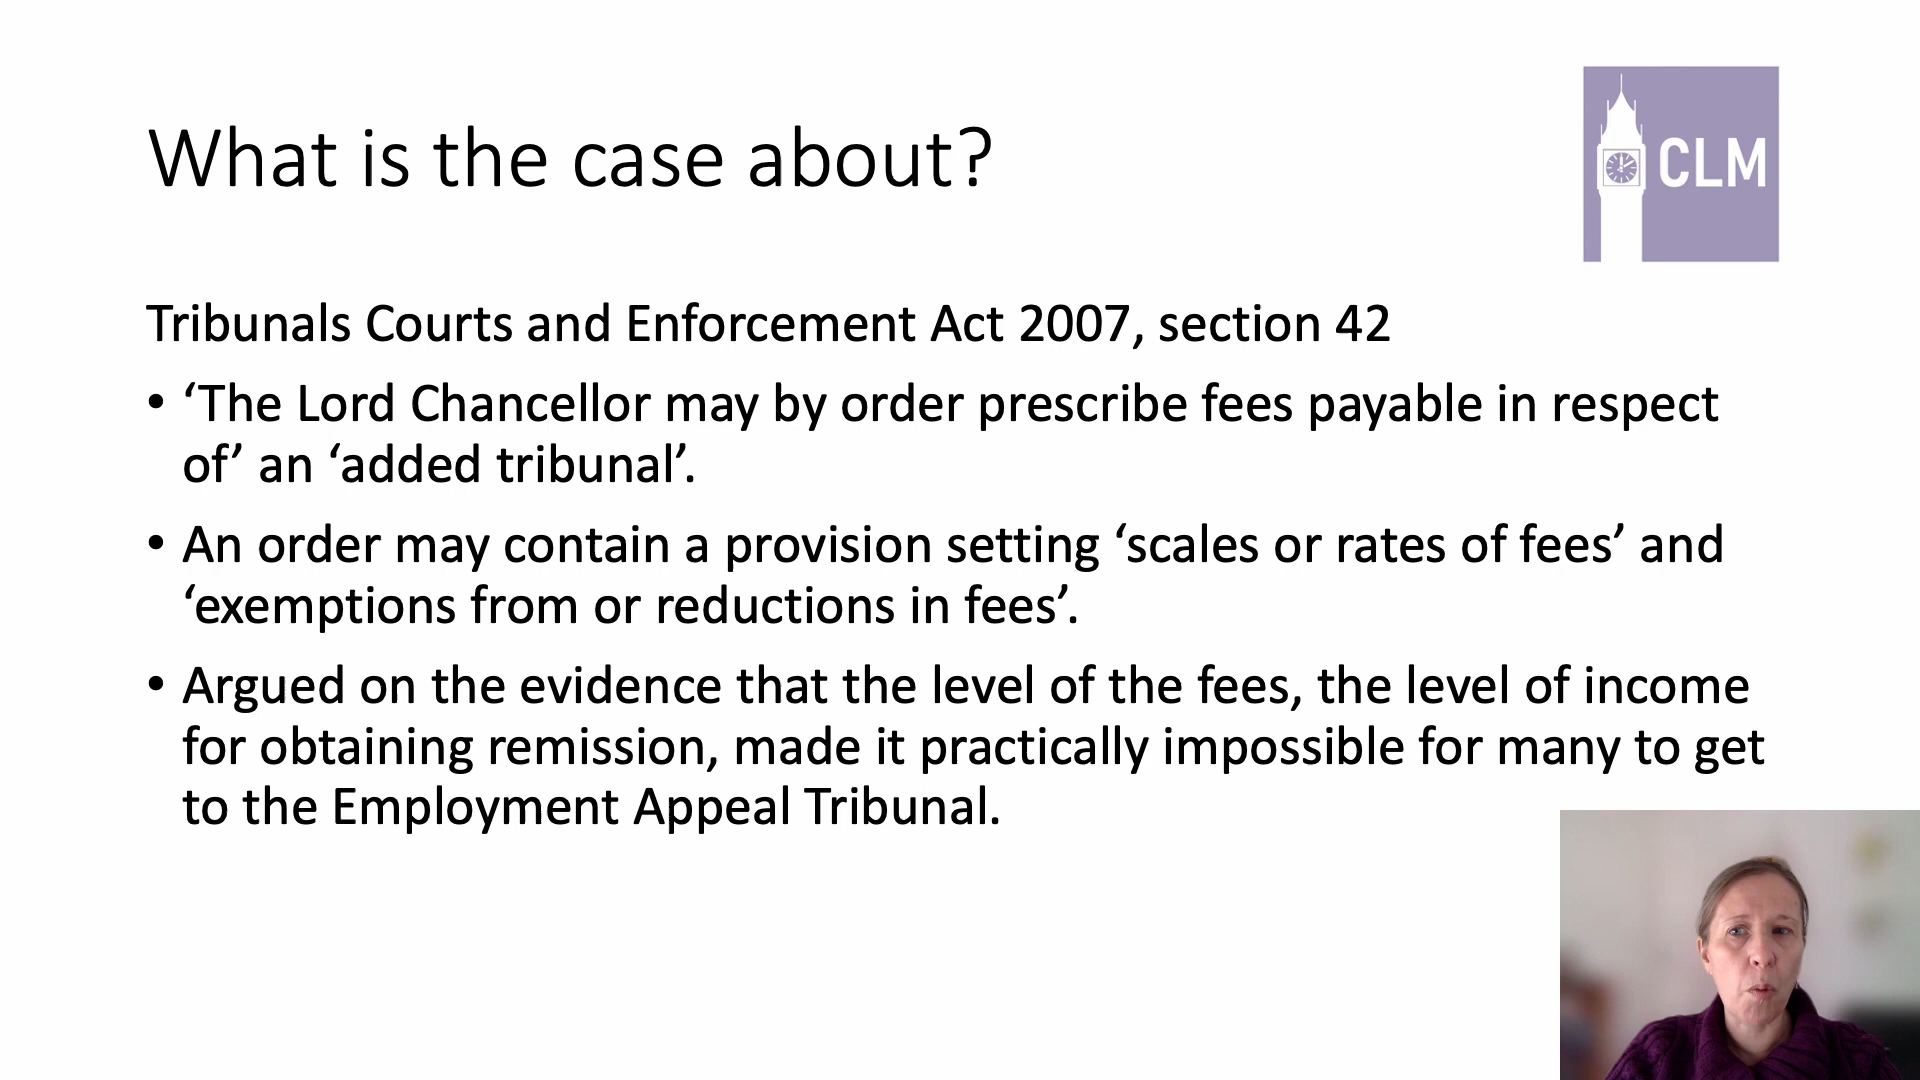 What is the case about?
CLM
Tribunals Courts and Enforcement Act 2007, section 42
• ‘The Lord Chancellor may by order prescribe fees payable in respect
of’ an ‘added tribunal’.
• An order may contain a provision setting ‘scales or rates of fees’ and
‘exemptions from or reductions in fees’.
• Argued on the evidence that the level of the fees, the level of income
for obtaining remission, made it practically impossible for many to get
to the Employment Appeal Tribunal.